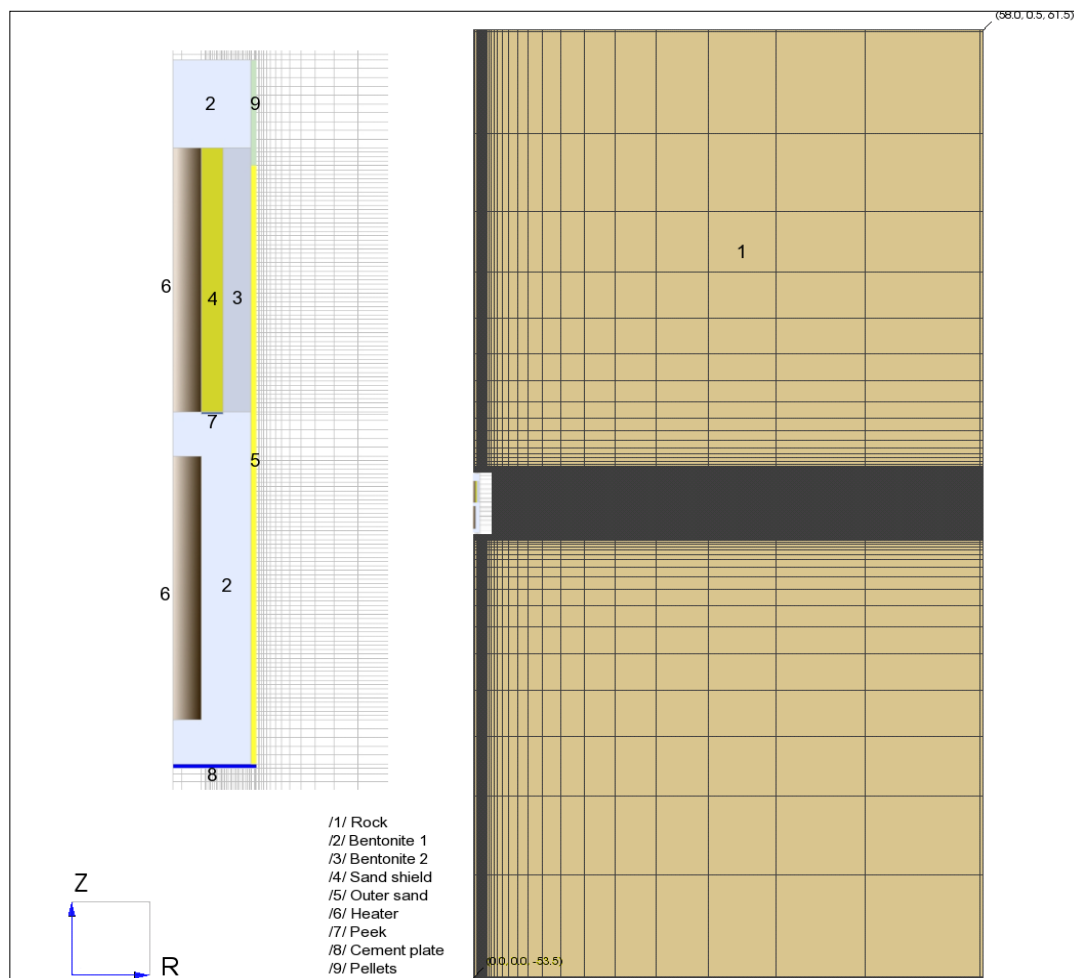 (58.0, 0.5, 61.5)
2
9
1
6
4
3
7
5
6
2
8
/1/ Rock
/2/ Bentonite 1
/3/ Bentonite 2
/4/ Sand shield
/5/ Outer sand
/6/ Heater
/7/ Peek
/8/ Cement plate
/9/ Pellets
Z
R
(0.0, 0.0, -53.5)